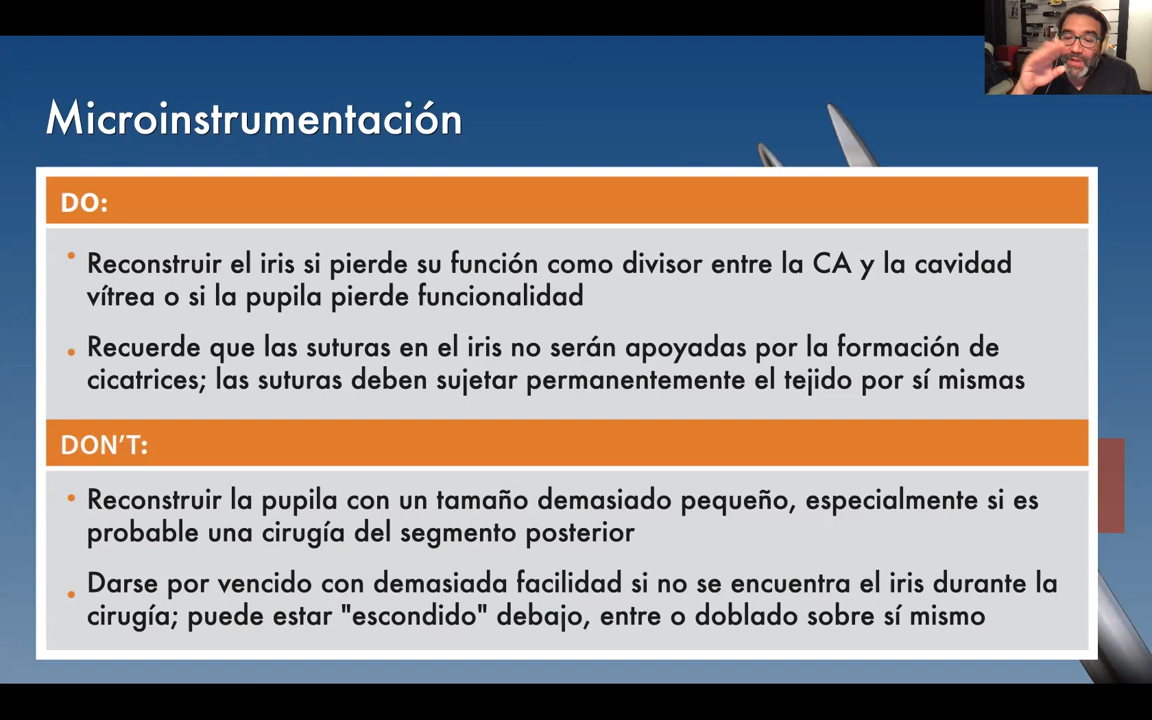 Microinstrumentación
DO:
• Reconstruir el iris si pierde su función como divisor entre la CA y la cavidad
vítrea o si la pupila pierde funcionalidad
• Recuerde que las suturas en el iris no serán apoyadas por la formación de
cicatrices; las suturas deben sujetar permanentemente el tejido por sí mismas
DON'T:
• Reconstruir la pupila con un tamaño demasiado pequeño, especialmente si es
probable una cirugía del segmento posterior
• Darse por vencido con demasiada facilidad si no se encuentra el iris durante la
cirugía; puede estar "escondido" debajo, entre o doblado sobre sí mismo